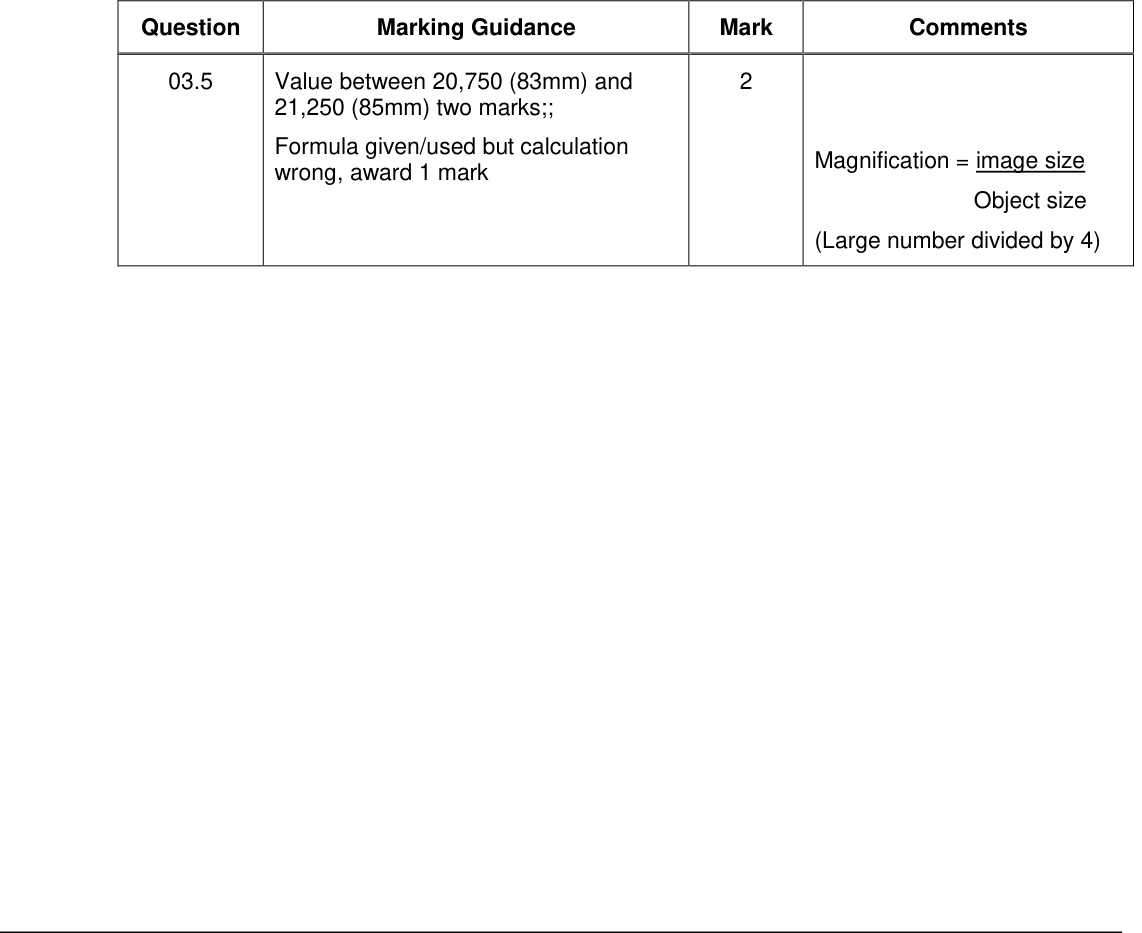 Question Marking Guidance Mark Comments
03.5 Value between 20,750 (83mm) and 2
21,250 (85mm) two marks;;
Formula given/used but calculation
wrong, award 1 mark
Magnification = image size
Object size
(Large number divided by 4)